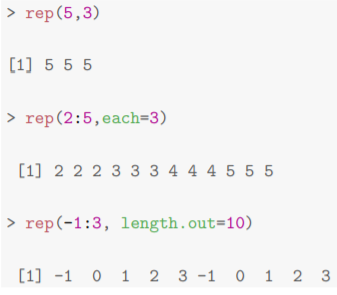 > rep(5,3)
[1] 5 5 5
> rep(2:5,each=3)
[1] 2 2 2 3 3 3 4 4 4 5 5 5
> rep(-1:3, length.out=10)
[1] -1 0 1 2 3 -1 0 1 2 3